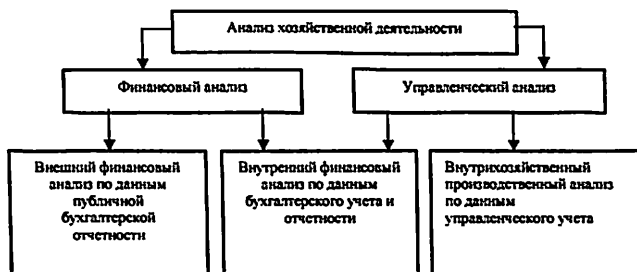 Анализ хозяйственной деятельности
Финансовый анализ
Управленческий анализ
Внешний финансовый
анализ по данным
публичной
бухгалтерской
отчетности
Внутренний финансовый
анализ по данным
бухгалтерского учета и
отчетности
Внутрихозяйственный
производственный анализ
по данным
управленческого учета